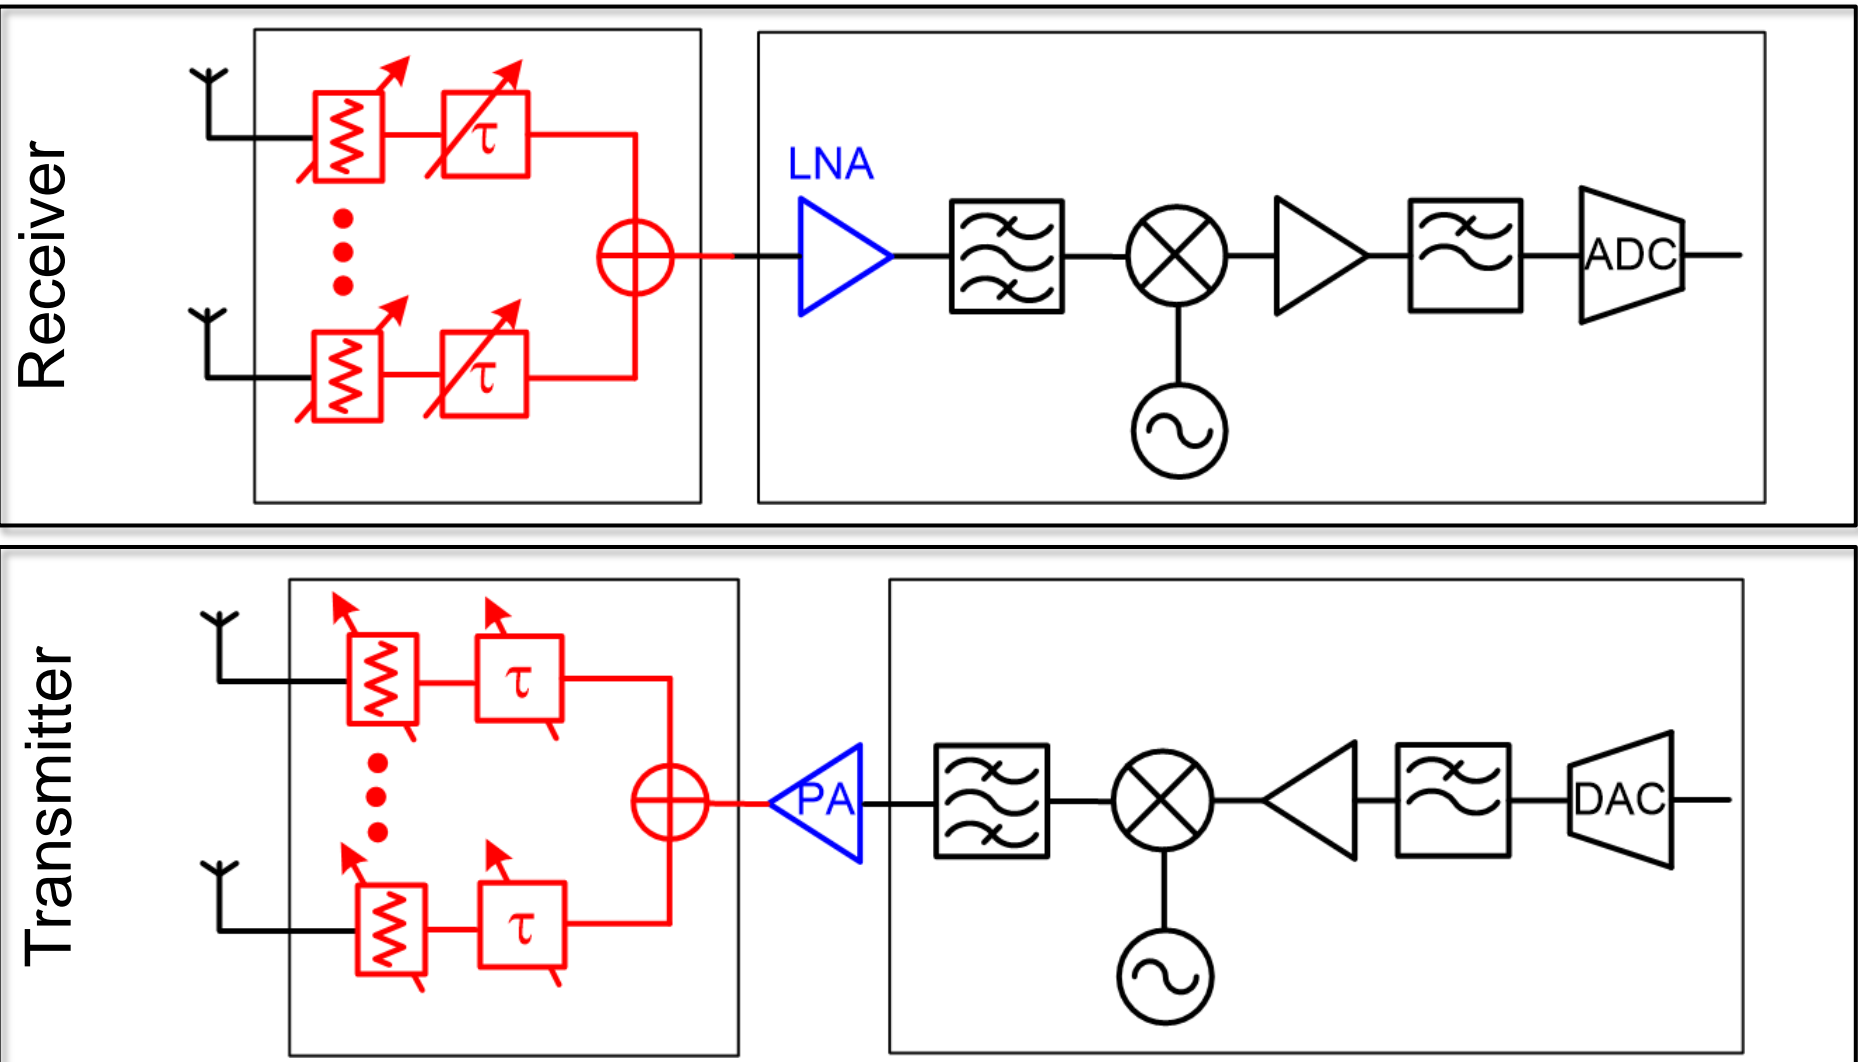 Receiver
τ
LNA
ADC
τ
Transmitter
τ
PA
DAC
τ